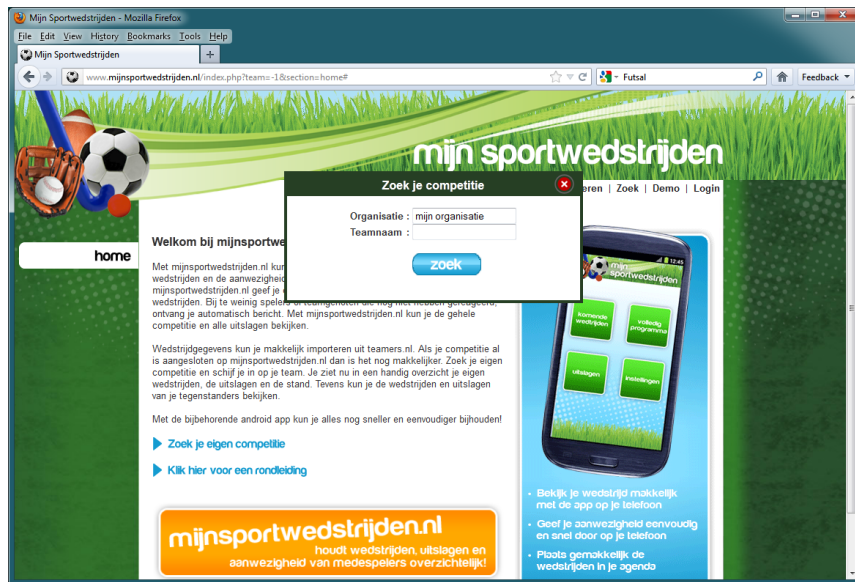 Mijn Sportwedstrijden - Mozilla Firefox
File Edit View History Bookmarks Tools Help
Mijn Sportwedstrijden +
www.mijnsportwedstrijden.nl/index.php?team=-1&section=home# Futsal Feedback
mijn sportwedstrijden
eren | Zoek | Demo | Login
Zoek je competitie
Organisatie : mijn organisatie
Teamnaam :
zoek
home
Welkom bij mijnsportwe
Met mijnsportwedstrijden.nl kun
wedstrijden en de aanwezigheid
mijnsportwedstrijden.nl geef je
wedstrijden. Bij te weinig spelers of teamgenoten die nog niet hebben gereageerd,
ontvang je automatisch bericht. Met mijnsportwedstrijden.nl kun je de gehele
competitie en alle uitslagen bekijken.
Wedstrijdgegevens kun je makkelijk importeren uit teamers.nl. Als je competitie al
is aangesloten op mijnsportwedstrijden.nl dan is het nog makkelijker. Zoek je eigen
competitie en schijf je in op je team. Je ziet nu in een handig overzicht je eigen
wedstrijden, de uitslagen en de stand. Tevens kun je de wedstrijden en uitslagen
van je tegenstanders bekijken.
Met de bijbehorende android app kun je alles nog sneller en eenvoudiger bijhouden!
Zoek je eigen competitie
Klik hier voor een rondleiding
mijnsportwedstrijden.nl
houdt wedstrijden, uitslagen en
aanwezigheid van medespelers overzichtelijk!
12:45
mijn
sportwedstrijden
komende
wedstrijden
volledig
programma
uitslagen
instellingen
• Bekijk je wedstrijd makkelijk
met de app op je telefoon
• Geef je aanwezigheid eenvoudig
en snel door op je telefoon
• Plaats gemakkelijk de
wedstrijden in je agenda